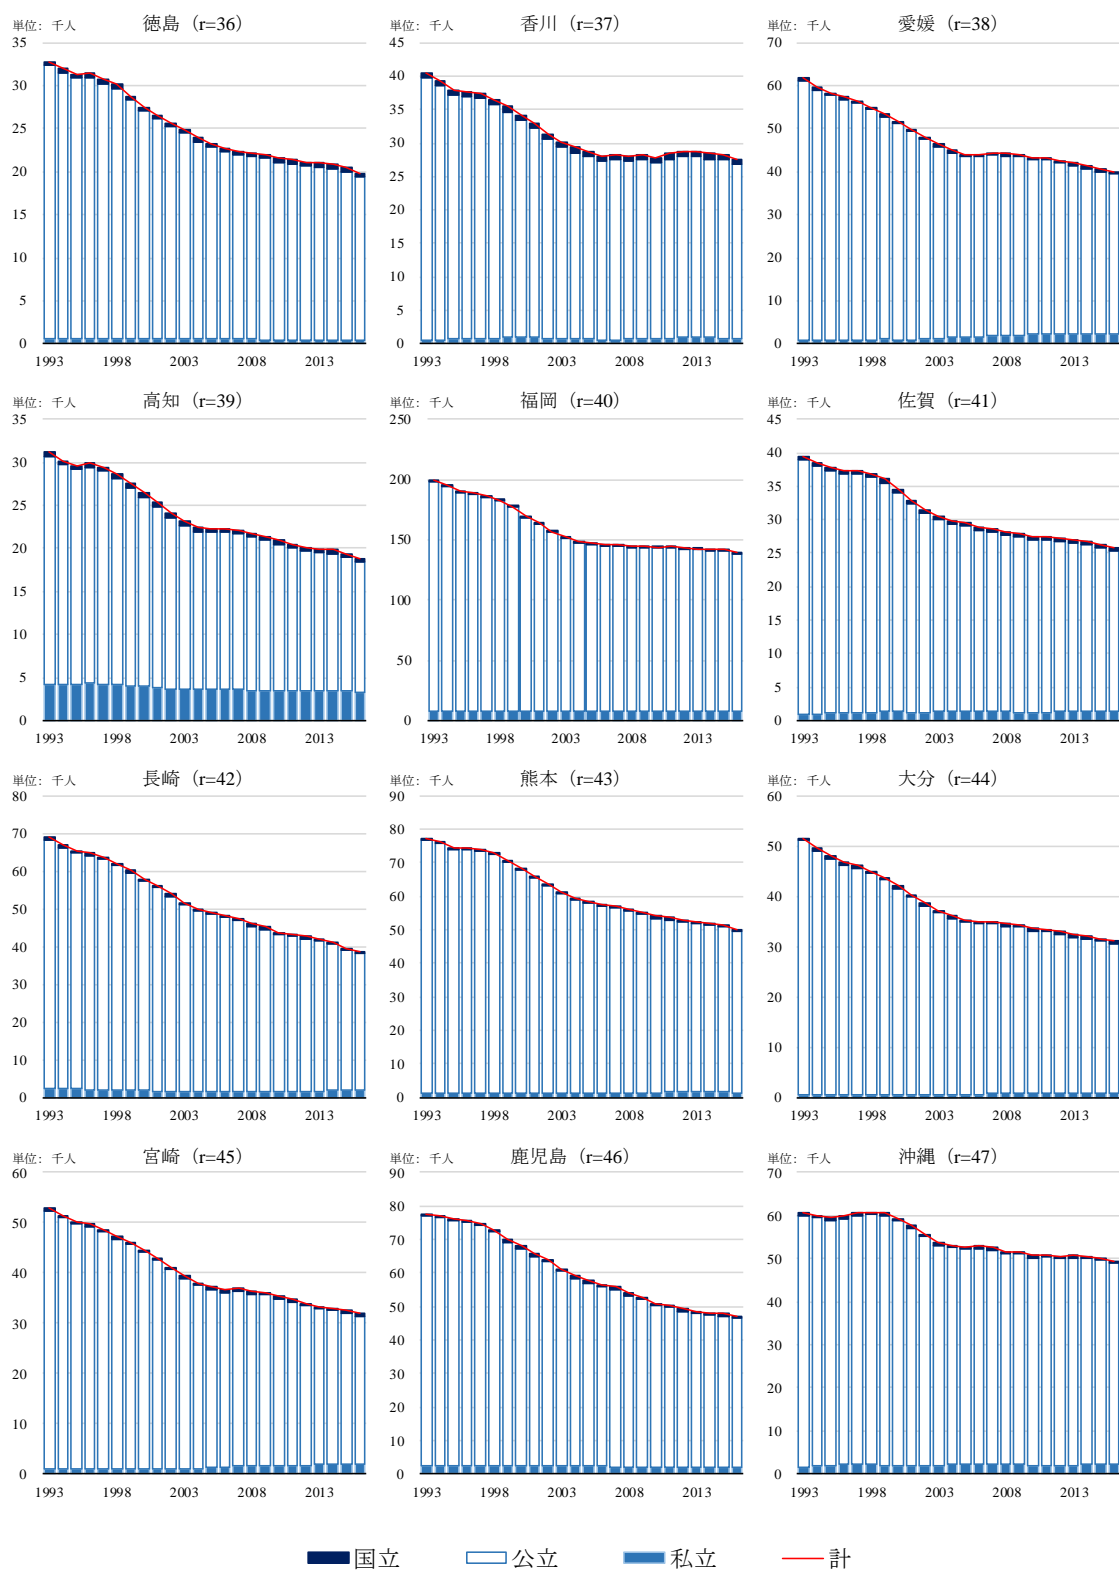 単位：千人 徳島（r=36） 単位：千人 香川（r=37） 単位：千人 愛媛（r=38）
35 45 70
30 40 60
25 35 50
20 30 40
15 25 30
10 20 20
5 15 10
0 10 0
5
0
1993 1998 2003 2008 2013 1993 1998 2003 2008 2013 1993 1998 2003 2008 2013
単位：千人 高知（r=39） 単位：千人 福岡（r=40） 単位：千人 佐賀（r=41）
35 250 45
30 200 40
25 150 35
20 100 30
15 50 25
10 0 20
5 15
0 10
5
0
1993 1998 2003 2008 2013 1993 1998 2003 2008 2013 1993 1998 2003 2008 2013
単位：千人 長崎（r=42） 単位：千人 熊本（r=43） 単位：千人 大分（r=44）
80 90 60
70 80 50
60 70 40
50 60 30
40 50 20
30 40 10
20 30 0
10 20
0 10
0
1993 1998 2003 2008 2013 1993 1998 2003 2008 2013 1993 1998 2003 2008 2013
単位：千人 宮崎（r=45） 単位：千人 鹿児島（r=46） 単位：千人 沖縄（r=47）
60 90 70
50 80 60
40 70 50
30 60 40
20 50 30
10 40 20
0 30 10
20 0
10
0
1993 1998 2003 2008 2013 1993 1998 2003 2008 2013 1993 1998 2003 2008 2013
国立 公立 私立 計